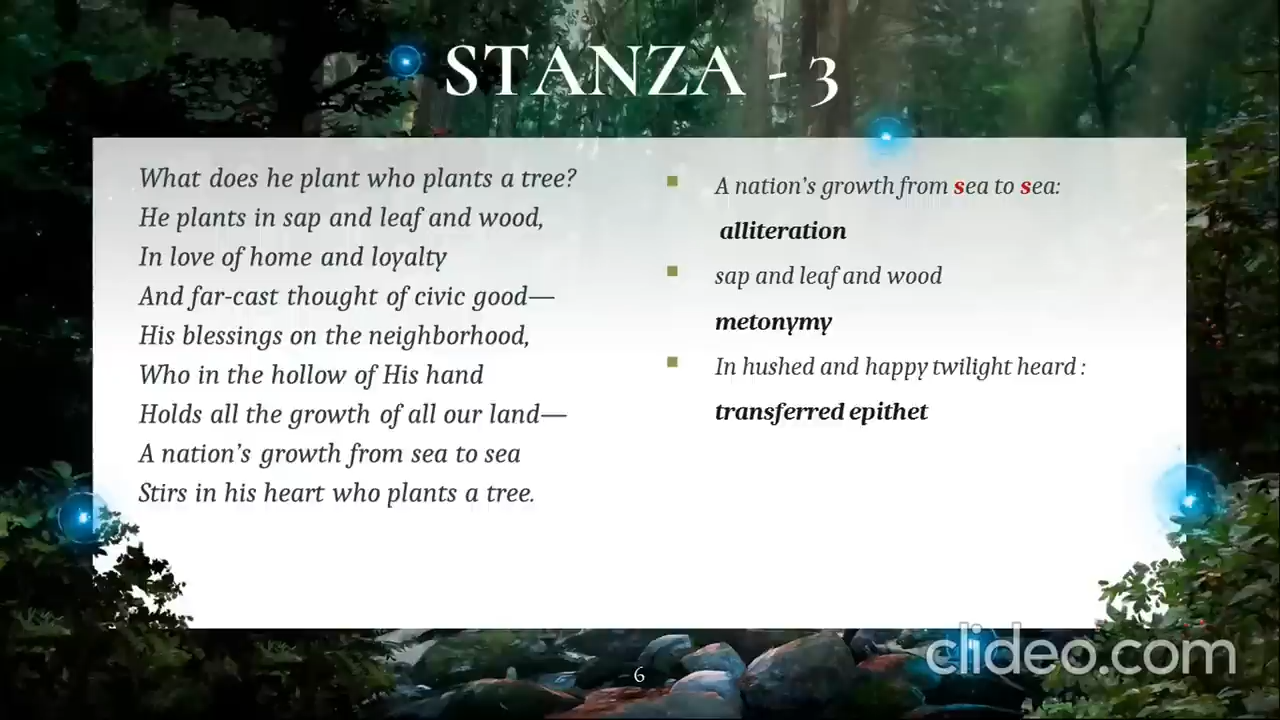 STANZA - 3
What does he plant who plants a tree?
He plants in sap and leaf and wood,
In love of home and loyalty
And far-cast thought of civic good—
His blessings on the neighborhood,
Who in the hollow of His hand
Holds all the growth of all our land—
A nation's growth from sea to sea
Stirs in his heart who plants a tree.
A nation's growth from sea to sea:
alliteration
sap and leaf and wood
metonymy
In hushed and happy twilight heard :
transferred epithet
6
clideo.com